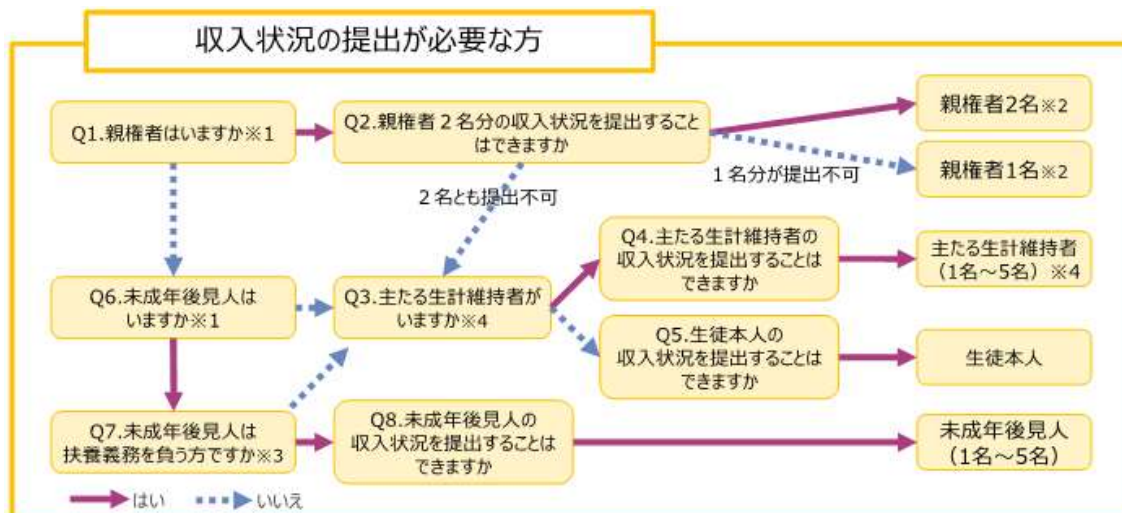 収入状況の提出が必要な方
Q1.親権者はいますか※1
Q2.親権者２名分の収入状況を提出すること
はできますか
親権者2名※2
親権者1名※2
１名分が提出不可
２名とも提出不可
Q6.未成年後見人は
いますか※1
Q3.主たる生計維持者が
いますか※4
Q4.主たる生計維持者の
収入状況を提出することは
できますか
主たる生計維持者
（1名～5名）※4
Q5.生徒本人の
収入状況を提出することは
できますか
生徒本人
Q7.未成年後見人は
扶養義務を負う方ですか※3
Q8.未成年後見人の
収入状況を提出することは
できますか
未成年後見人
（1名～5名）
はい
いいえ